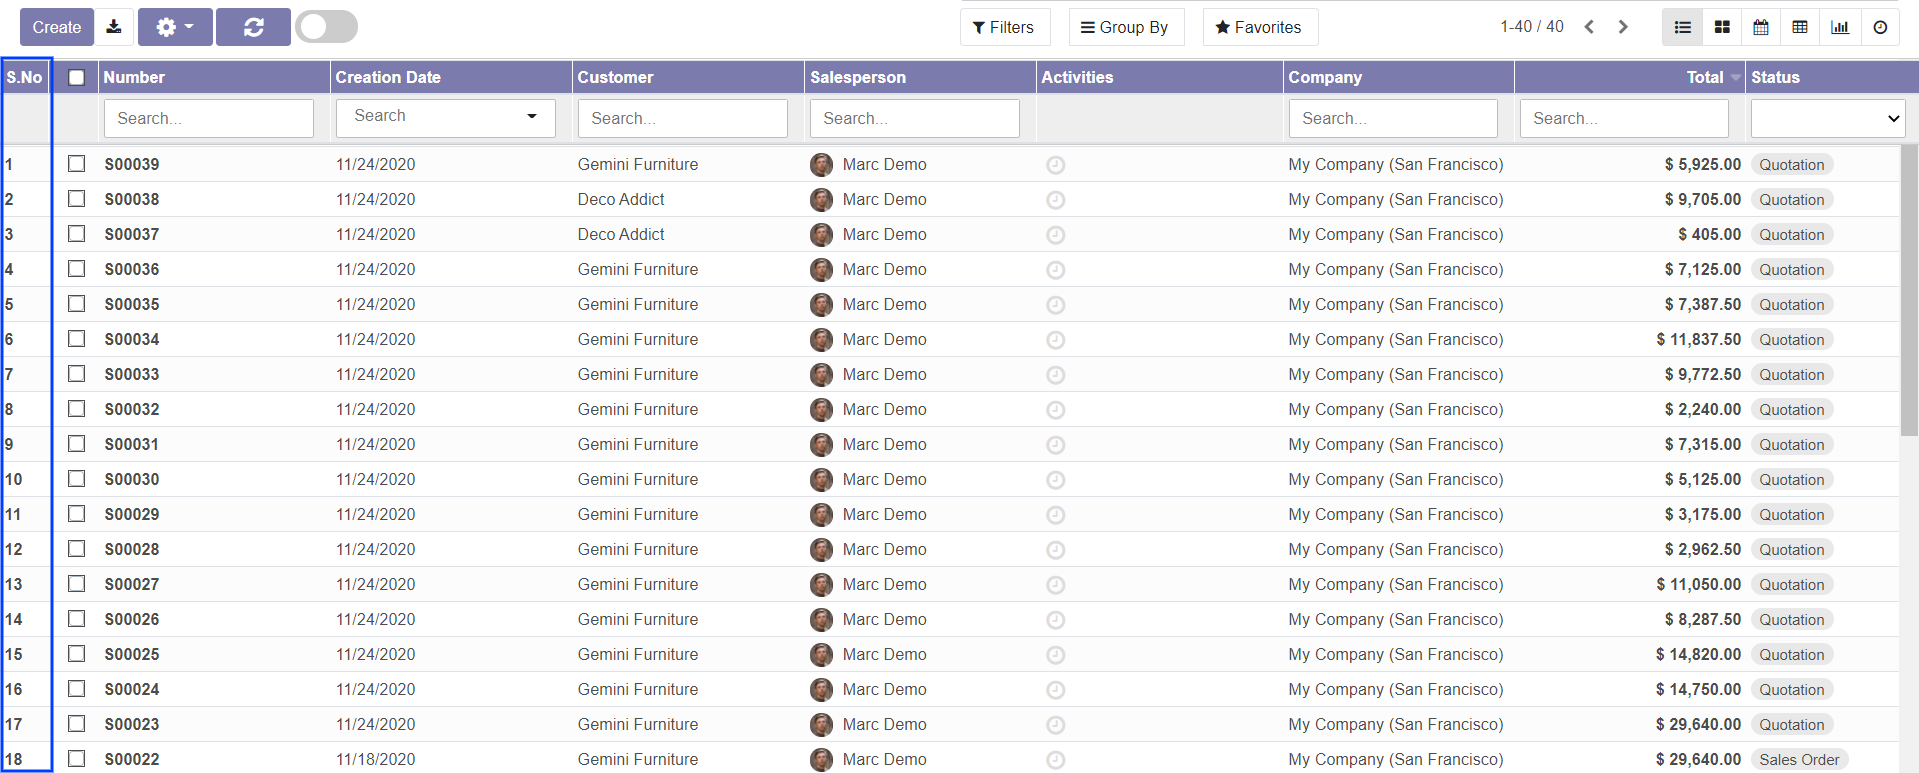 Create Filters Group By Favorites 1-40 / 40
S.No Number Creation Date Customer Salesperson Activities Company Total Status
Search... Search Search... Search... Search... Search...
1 S00039 11/24/2020 Gemini Furniture Marc Demo My Company (San Francisco) $ 5,925.00 Quotation
2 S00038 11/24/2020 Deco Addict Marc Demo My Company (San Francisco) $ 9,705.00 Quotation
3 S00037 11/24/2020 Deco Addict Marc Demo My Company (San Francisco) $ 405.00 Quotation
4 S00036 11/24/2020 Gemini Furniture Marc Demo My Company (San Francisco) $ 7,125.00 Quotation
5 S00035 11/24/2020 Gemini Furniture Marc Demo My Company (San Francisco) $ 7,387.50 Quotation
6 S00034 11/24/2020 Gemini Furniture Marc Demo My Company (San Francisco) $ 11,837.50 Quotation
7 S00033 11/24/2020 Gemini Furniture Marc Demo My Company (San Francisco) $ 9,772.50 Quotation
8 S00032 11/24/2020 Gemini Furniture Marc Demo My Company (San Francisco) $ 2,240.00 Quotation
9 S00031 11/24/2020 Gemini Furniture Marc Demo My Company (San Francisco) $ 7,315.00 Quotation
10 S00030 11/24/2020 Gemini Furniture Marc Demo My Company (San Francisco) $ 5,125.00 Quotation
11 S00029 11/24/2020 Gemini Furniture Marc Demo My Company (San Francisco) $ 3,175.00 Quotation
12 S00028 11/24/2020 Gemini Furniture Marc Demo My Company (San Francisco) $ 2,962.50 Quotation
13 S00027 11/24/2020 Gemini Furniture Marc Demo My Company (San Francisco) $ 11,050.00 Quotation
14 S00026 11/24/2020 Gemini Furniture Marc Demo My Company (San Francisco) $ 8,287.50 Quotation
15 S00025 11/24/2020 Gemini Furniture Marc Demo My Company (San Francisco) $ 14,820.00 Quotation
16 S00024 11/24/2020 Gemini Furniture Marc Demo My Company (San Francisco) $ 14,750.00 Quotation
17 S00023 11/24/2020 Gemini Furniture Marc Demo My Company (San Francisco) $ 29,640.00 Quotation
18 S00022 11/18/2020 Gemini Furniture Marc Demo My Company (San Francisco) $ 29,640.00 Sales Order